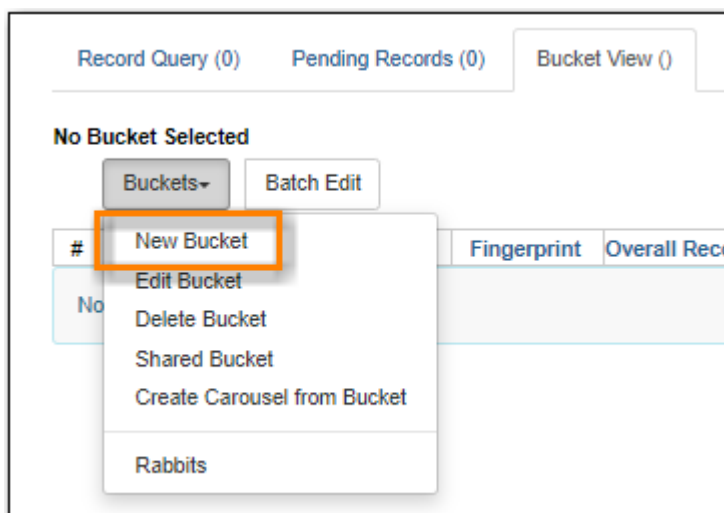 Record Query (0) Pending Records (0) Bucket View ()
No Bucket Selected
Buckets Batch Edit
# Fingerprint Overall Rec
No
New Bucket
Edit Bucket
Delete Bucket
Shared Bucket
Create Carousel from Bucket
Rabbits